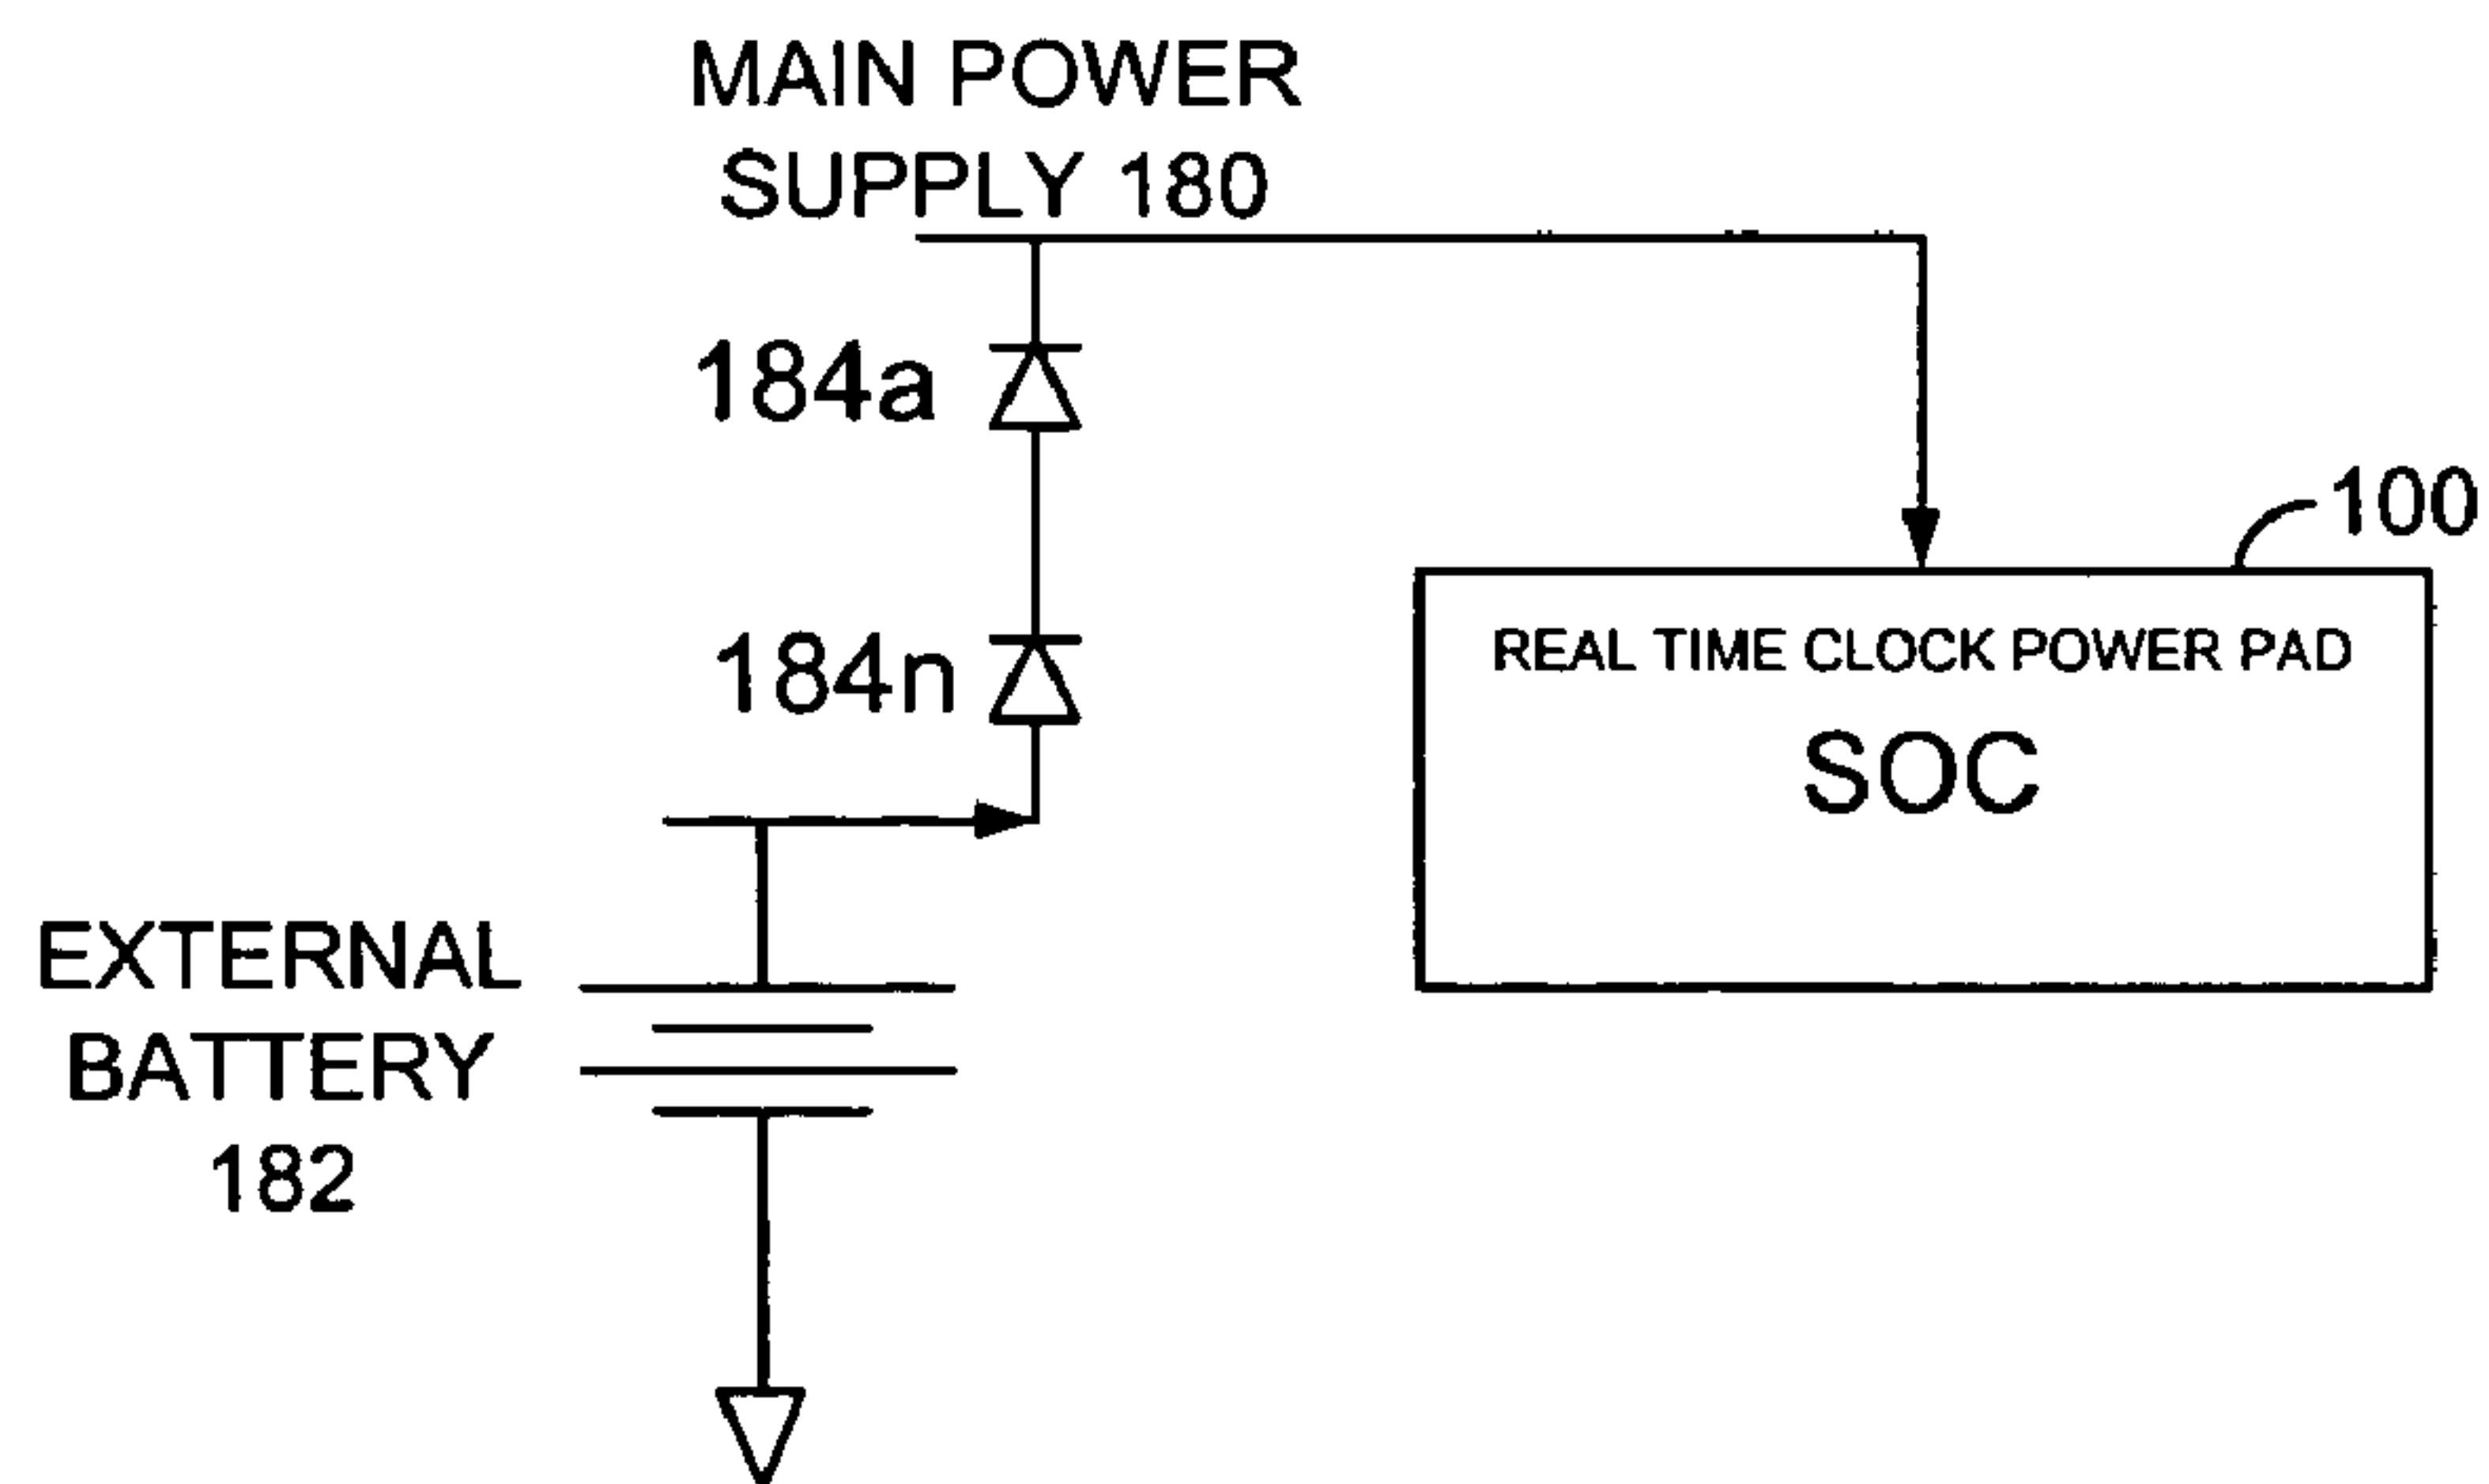 MAIN POWER
SUPPLY 180
184a
100
REAL TIME CLOCK POWER PAD
184n
SOC
EXTERNAL
BATTERY
182